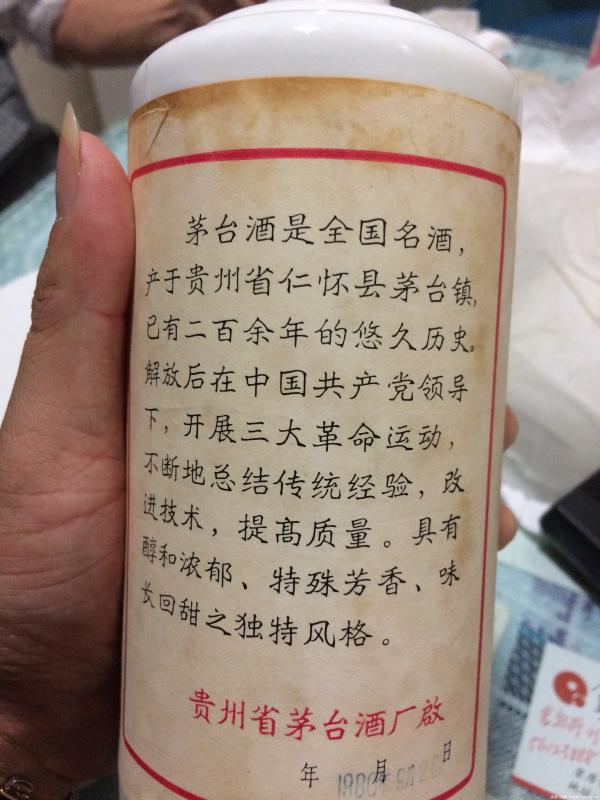 茅台酒是全国名酒，
产于贵州省仁怀县茅台镇，
已有二百余年的悠久历史。
解放后在中国共产党领导
下，开展三大革命运动，
不断地总结传统经验，改
进技术，提高质量。具有
醇和浓郁、特殊芳香、味
长回甜之独特风格。
贵州省茅台酒厂啟
年 月 日